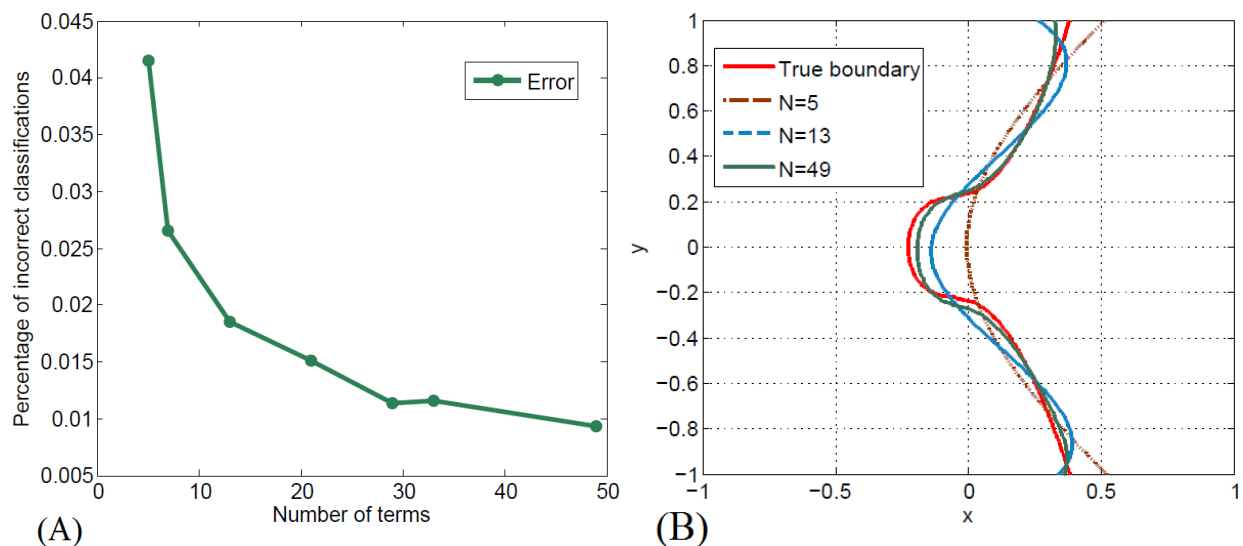 0.045
0.04
0.035
0.03
0.025
0.02
0.015
0.01
0.005
Percentage of incorrect classifications
Error
0
10
20
30
40
50
Number of terms
(A)
1
0.8
0.6
0.4
0.2
0
−0.2
−0.4
−0.6
−0.8
−1
y
True boundary
N=5
N=13
N=49
−1
−0.5
0
0.5
1
x
(B)